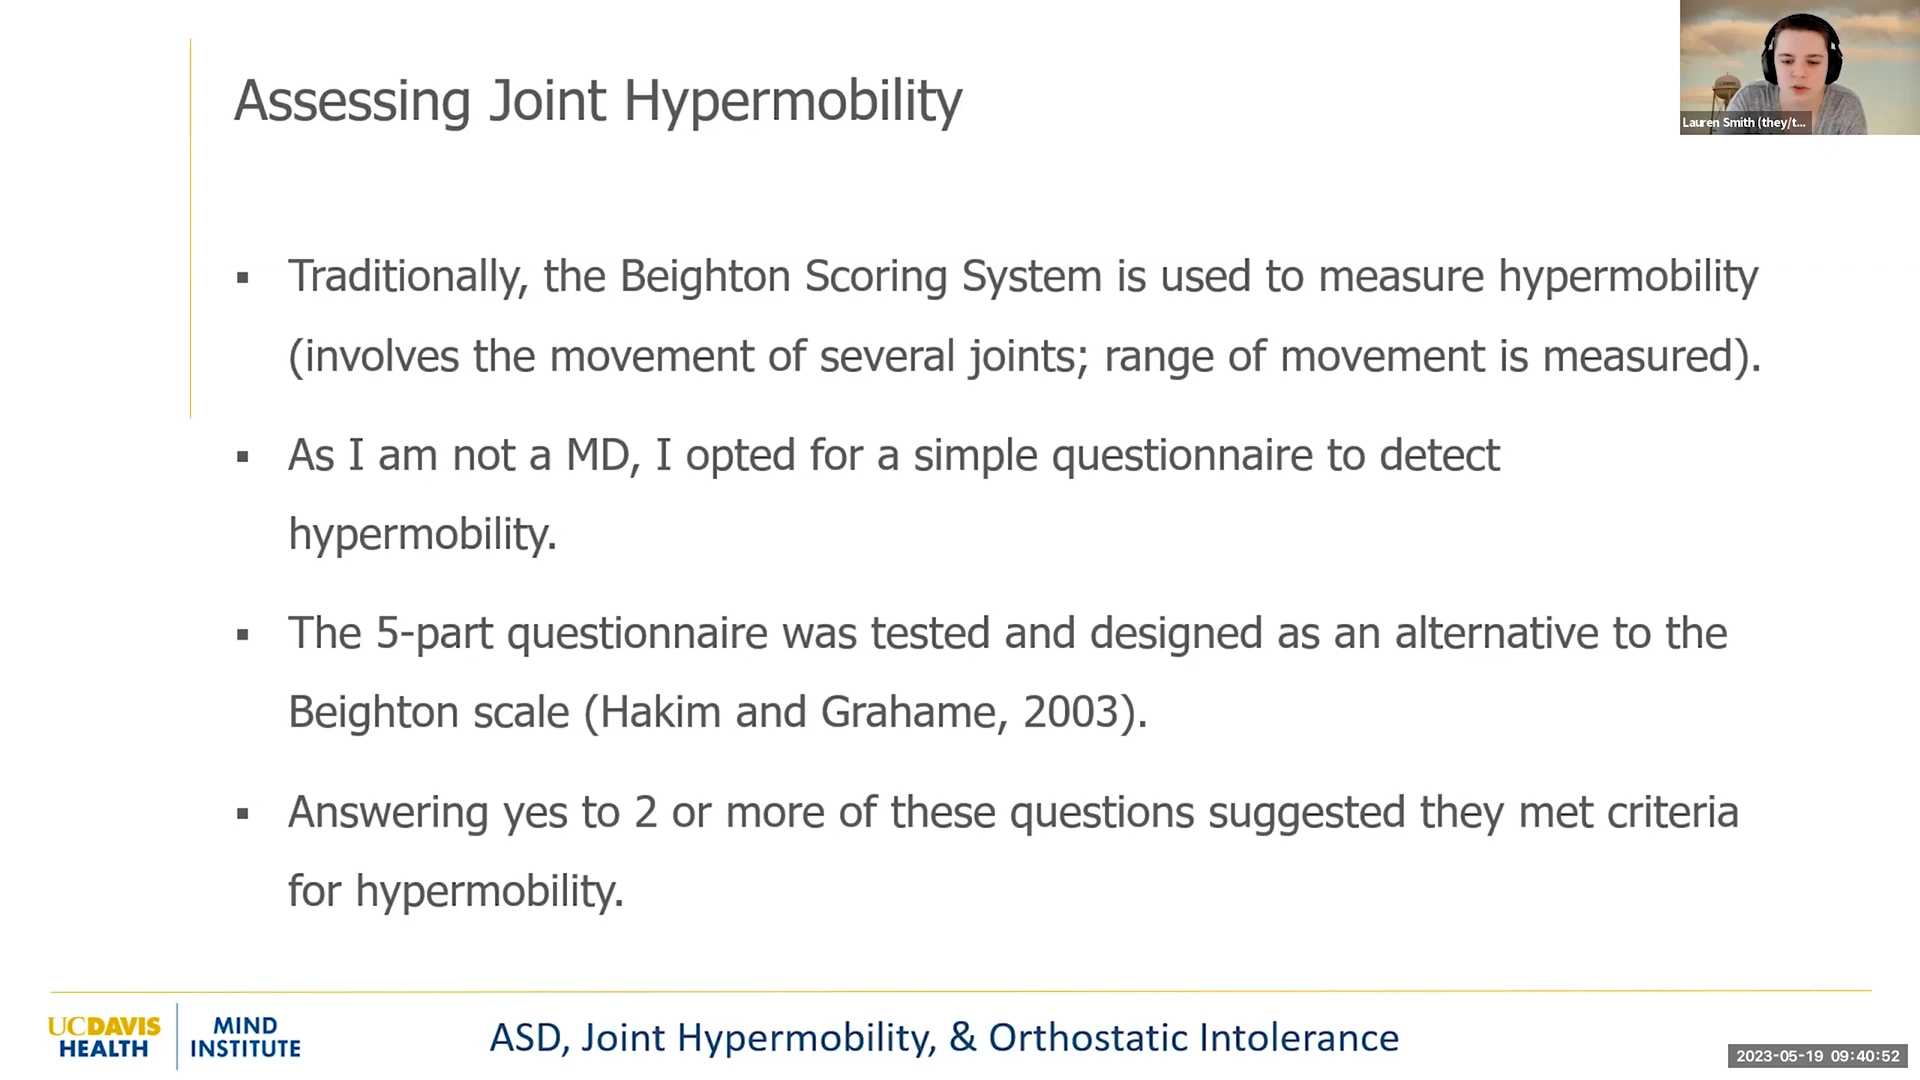 Assessing Joint Hypermobility
Lauren Smith (they/t...
▪ Traditionally, the Beighton Scoring System is used to measure hypermobility
(involves the movement of several joints; range of movement is measured).
▪ As I am not a MD, I opted for a simple questionnaire to detect
hypermobility.
▪ The 5-part questionnaire was tested and designed as an alternative to the
Beighton scale (Hakim and Grahame, 2003).
▪ Answering yes to 2 or more of these questions suggested they met criteria
for hypermobility.
UCDAVIS
HEALTH
MIND
INSTITUTE
ASD, Joint Hypermobility, & Orthostatic Intolerance
2023-05-19 09:40:52